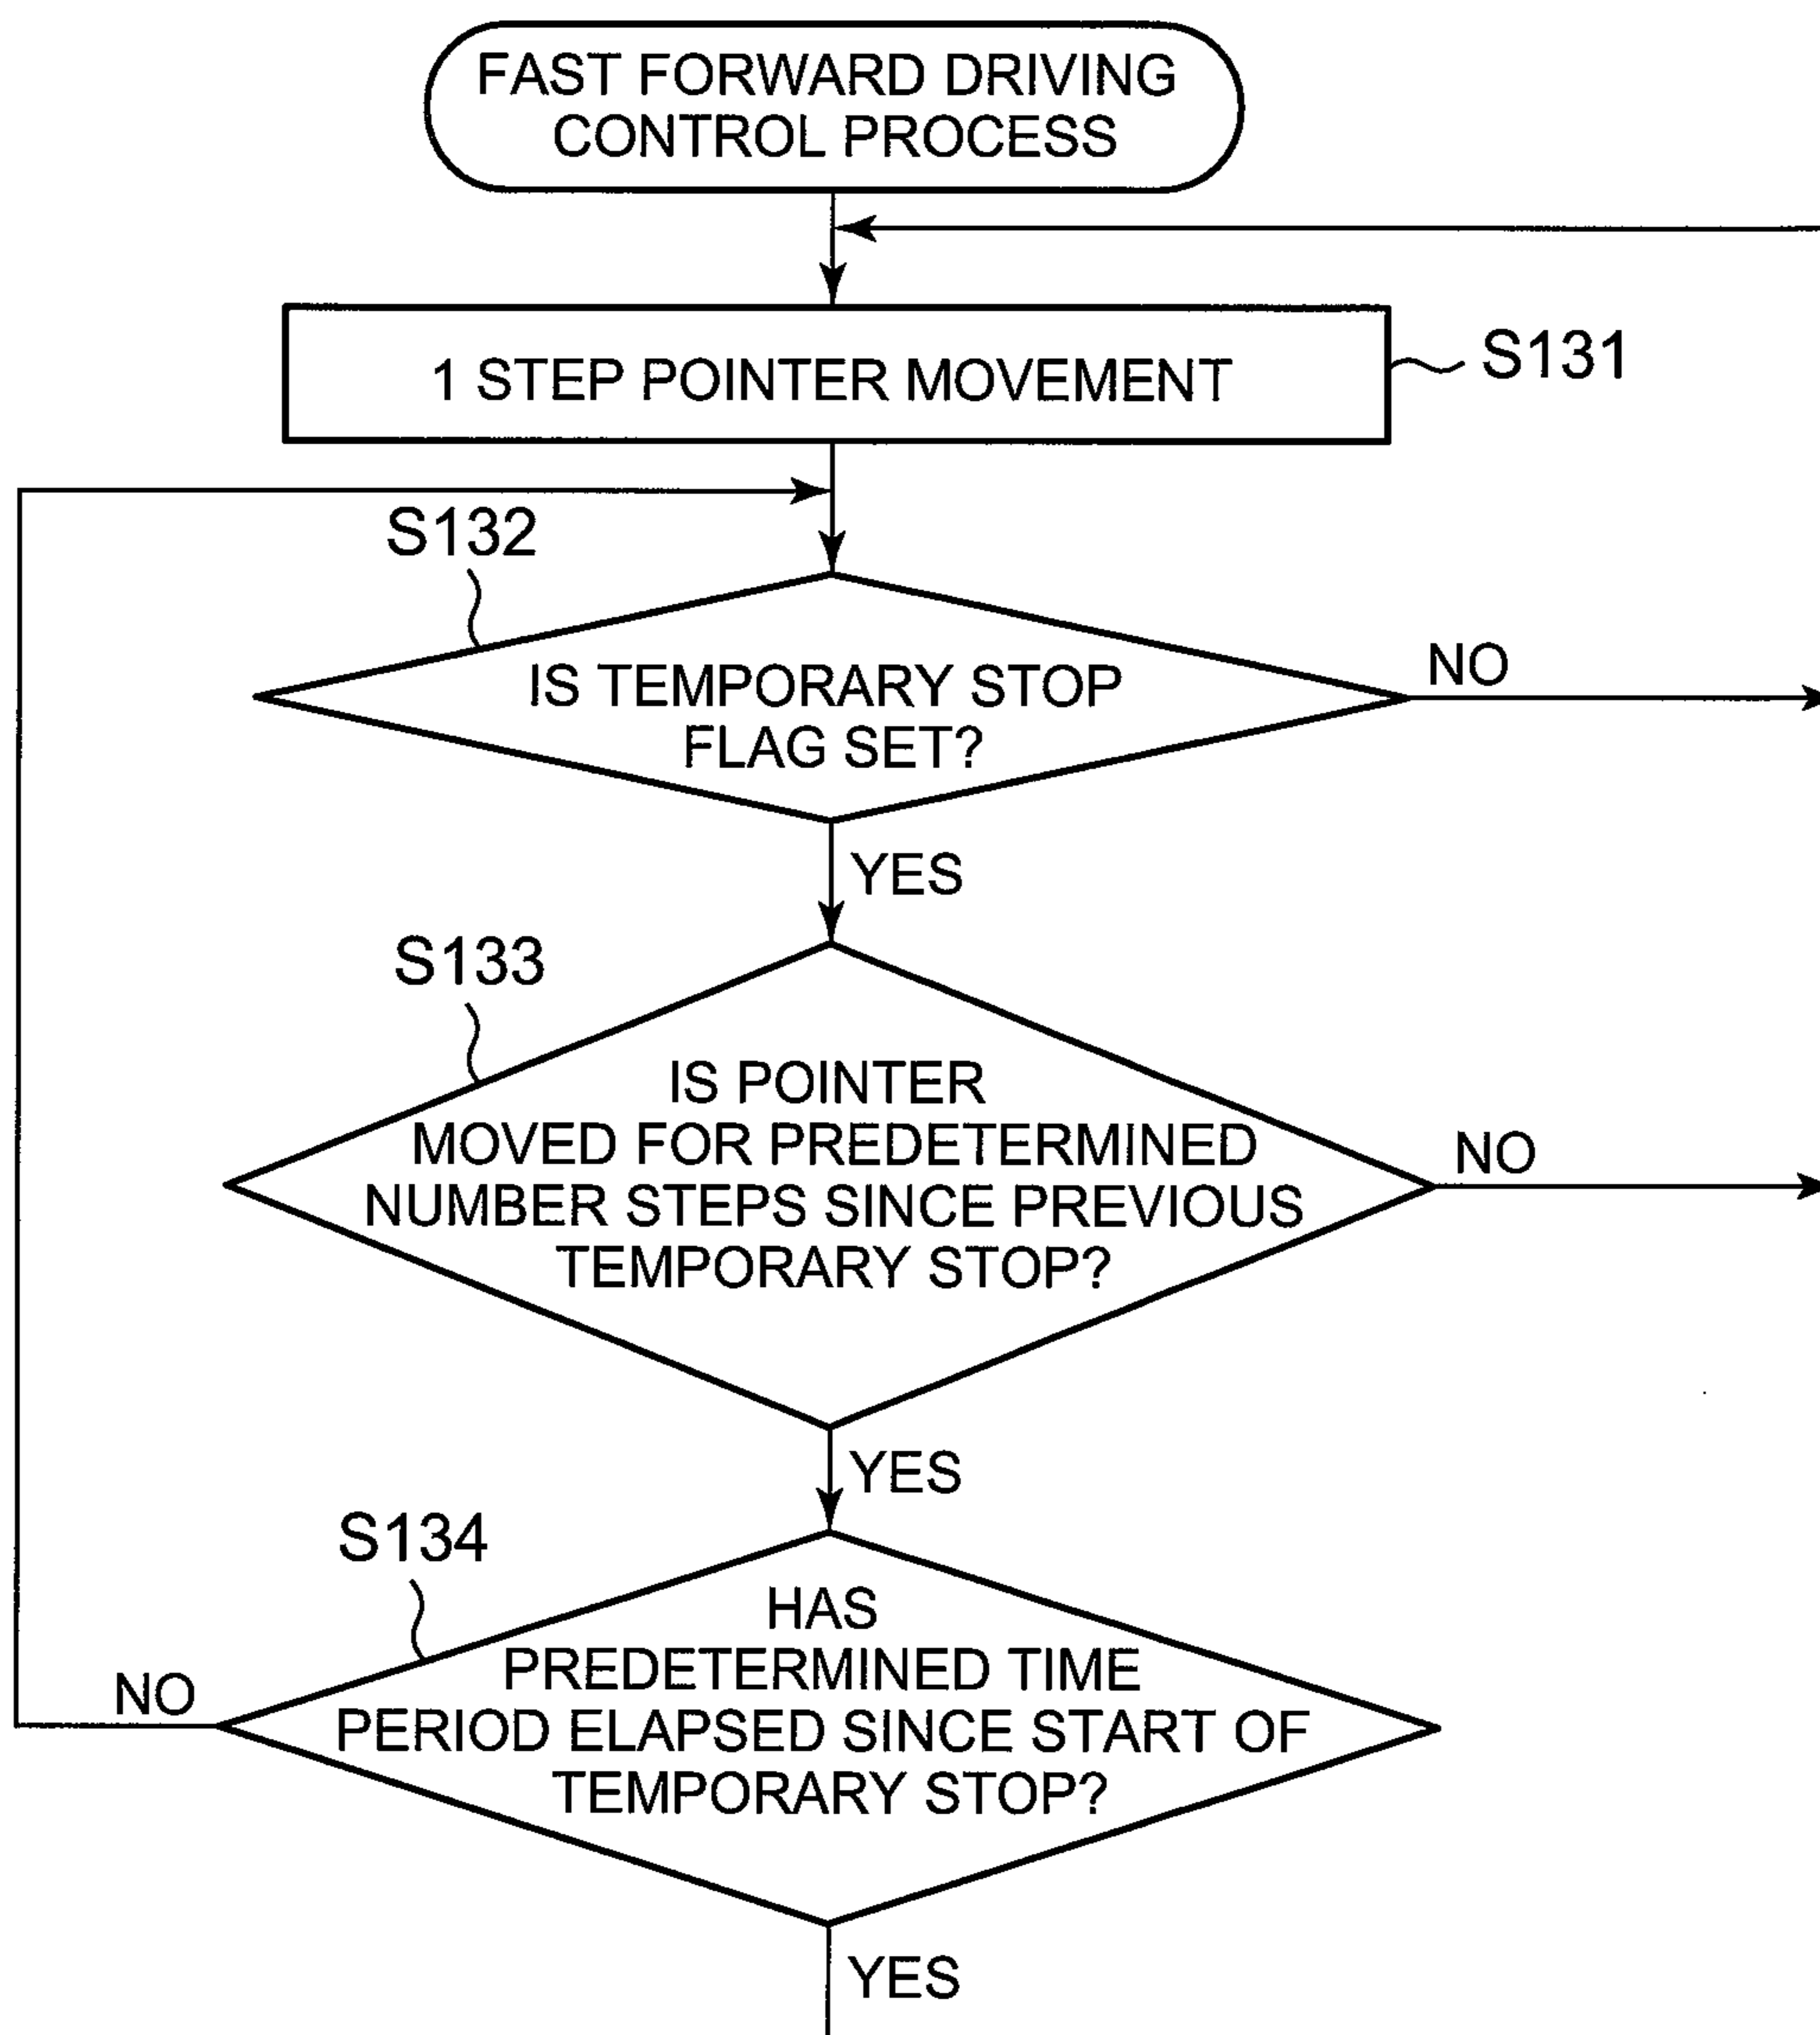 FAST FORWARD DRIVING
CONTROL PROCESS
1 STEP POINTER MOVEMENT
S131
S132
IS TEMPORARY STOP
FLAG SET?
NO
YES
S133
IS POINTER
MOVED FOR PREDETERMINED
NUMBER STEPS SINCE PREVIOUS
TEMPORARY STOP?
NO
YES
S134
HAS
PREDETERMINED TIME
PERIOD ELAPSED SINCE START OF
TEMPORARY STOP?
NO
YES